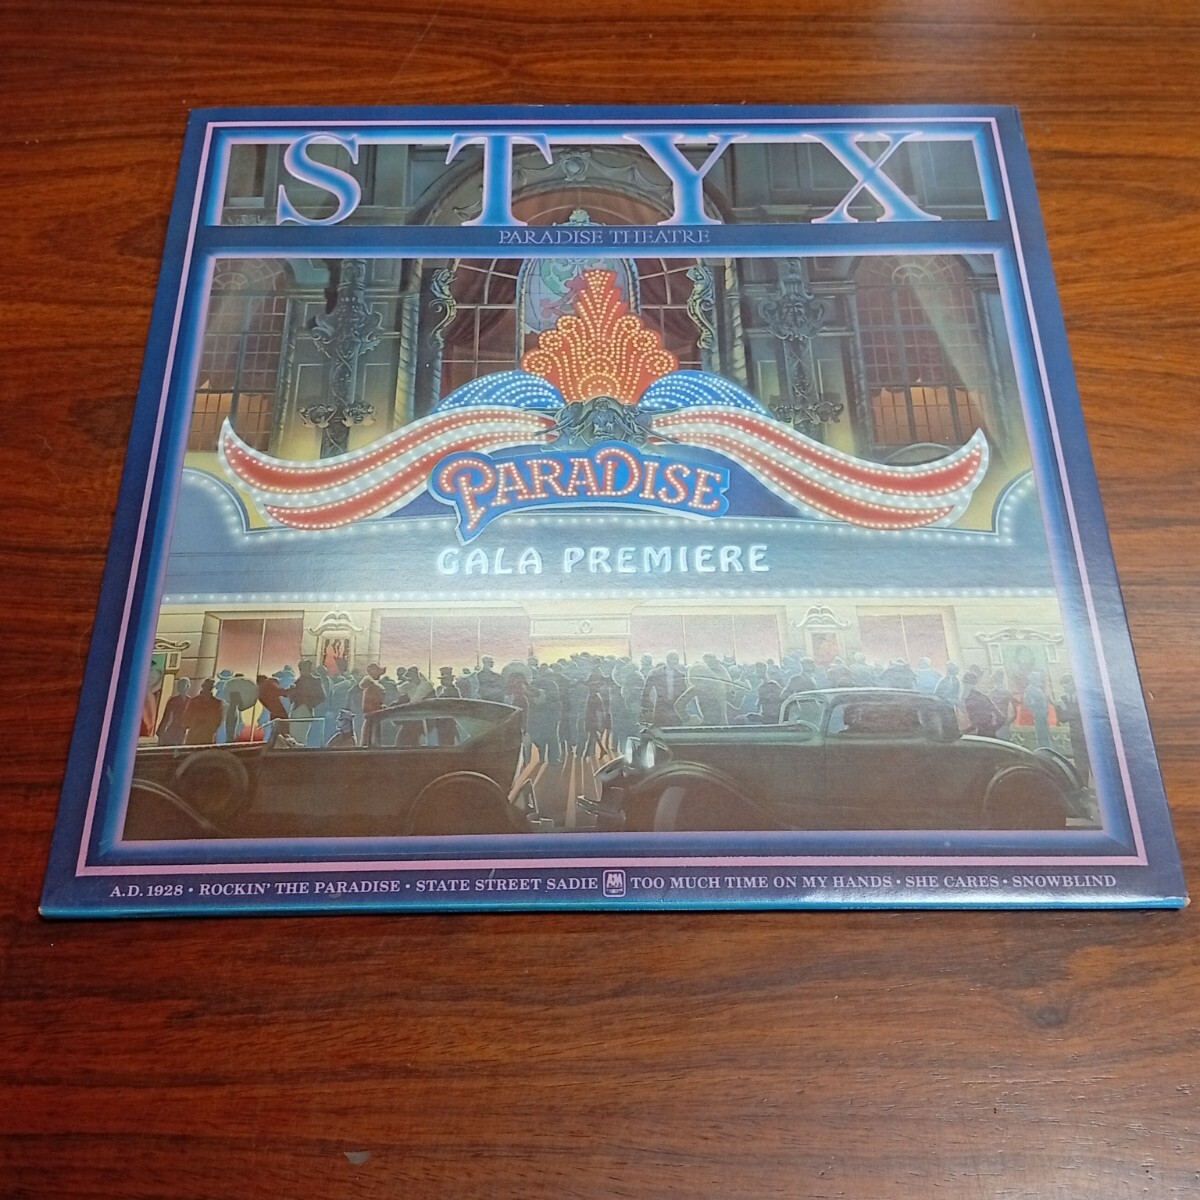 STYX
PARADISE THEATRE
PARADISE
GALA PREMIERE
A.D. 1928 • ROCKIN' THE PARADISE • STATE STREET SADIE A&M TOO MUCH TIME ON MY HANDS • SHE CARES • SNOWBLIND